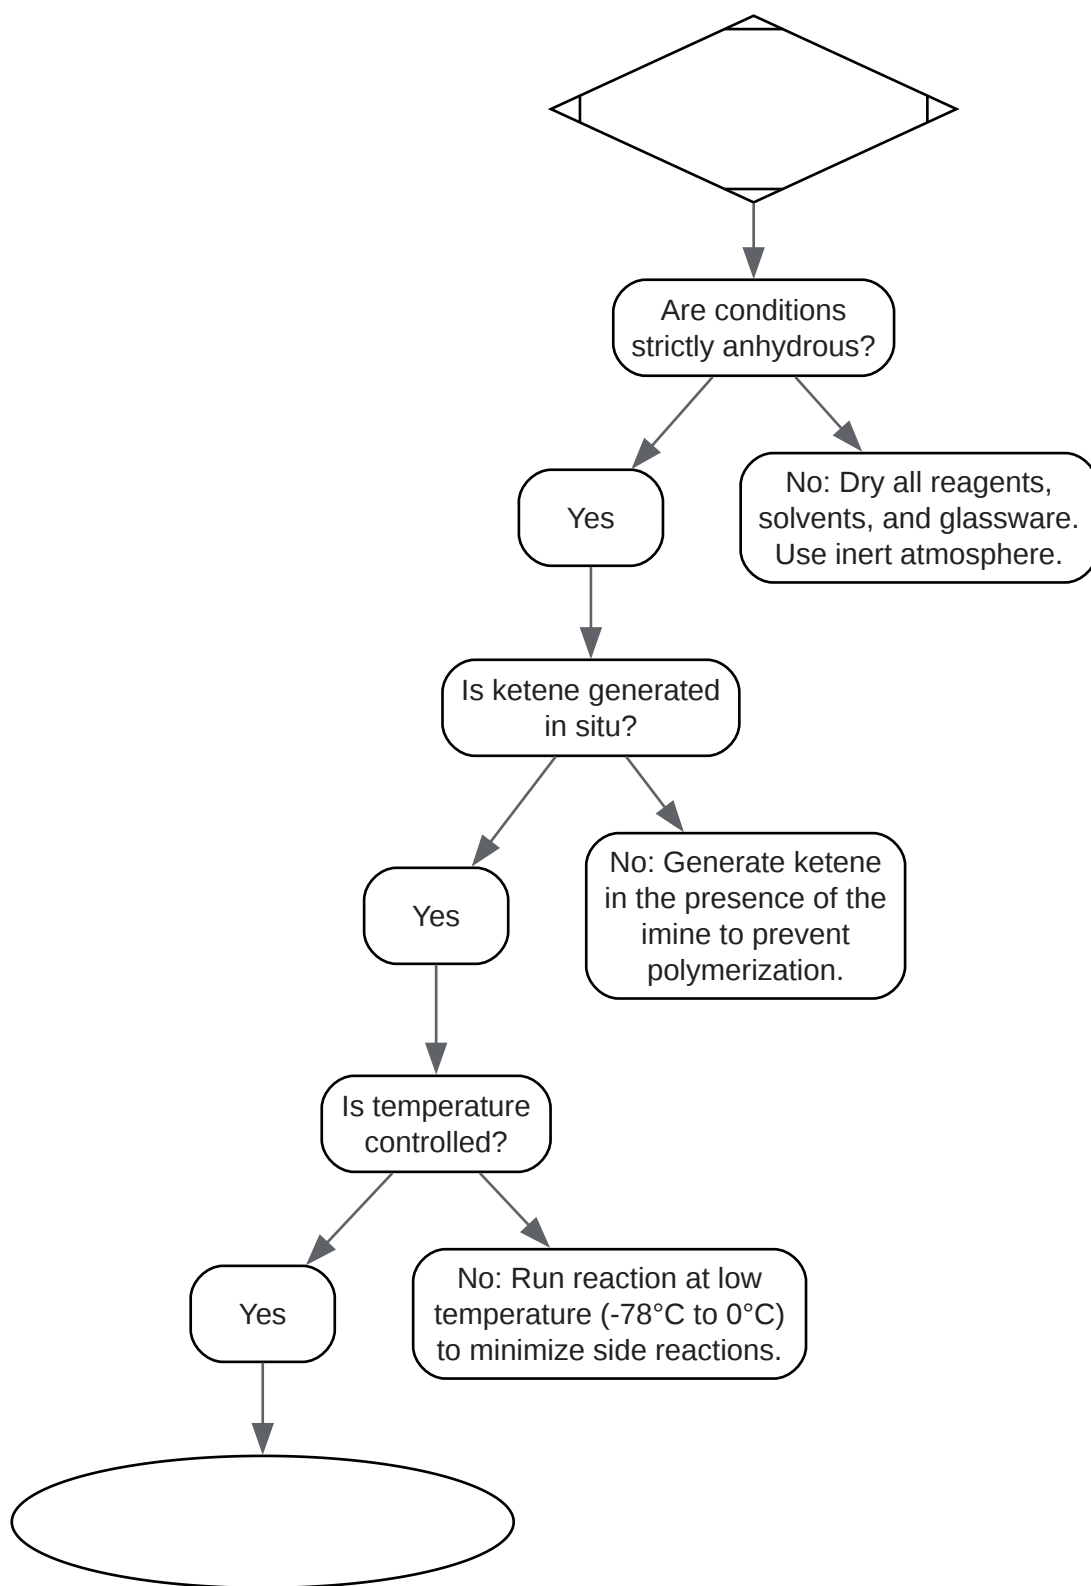 Are conditions
strictly anhydrous?
Yes
No: Dry all reagents,
solvents, and glassware.
Use inert atmosphere.
Is ketene generated
in situ?
Yes
No: Generate ketene
in the presence of the
imine to prevent
polymerization.
Is temperature
controlled?
Yes
No: Run reaction at low
temperature (-78°C to 0°C)
to minimize side reactions.